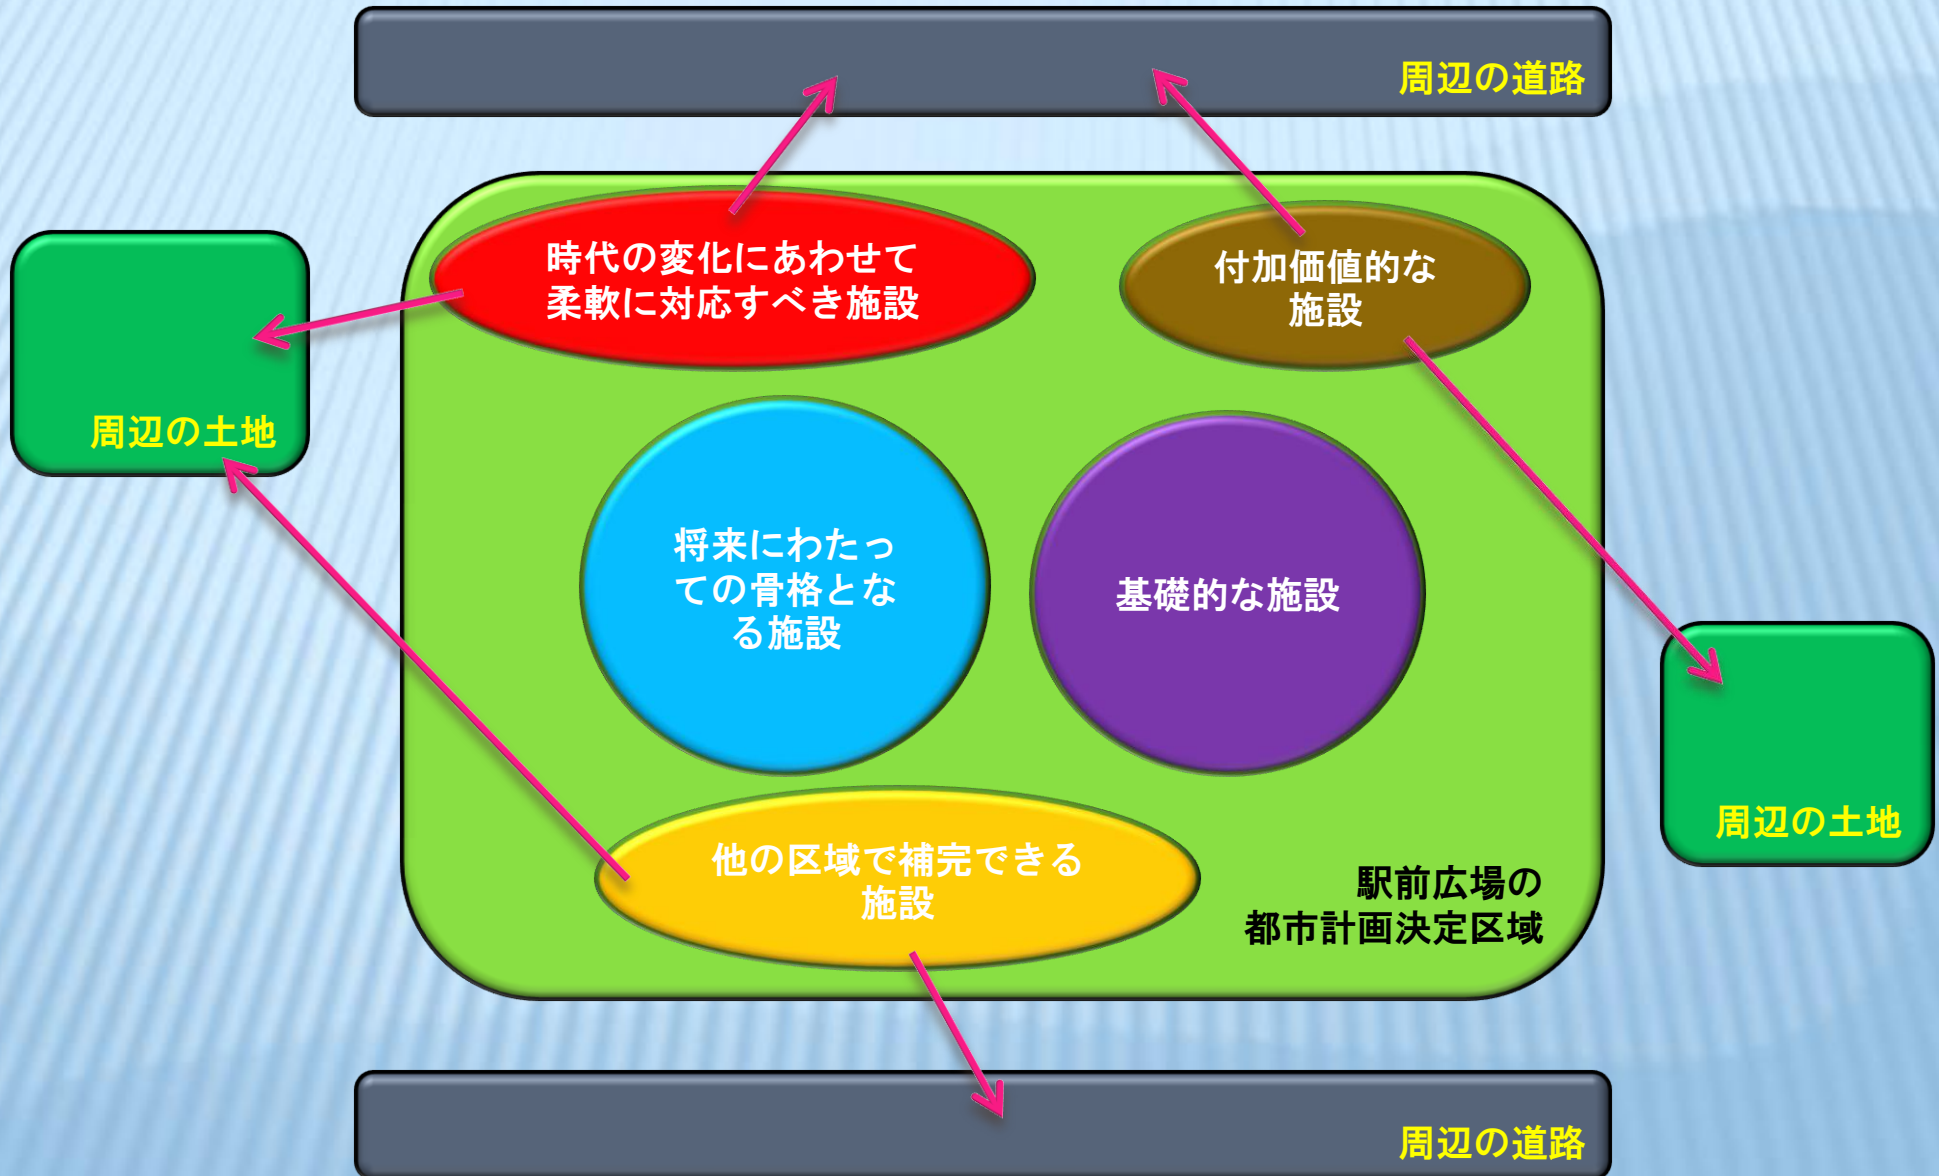 周辺の道路
時代の変化にあわせて
柔軟に対応すべき施設
付加価値的な
施設
周辺の土地
将来にわたっ
ての骨格とな
る施設
基礎的な施設
周辺の土地
他の区域で補完できる
施設
駅前広場の
都市計画決定区域
周辺の道路